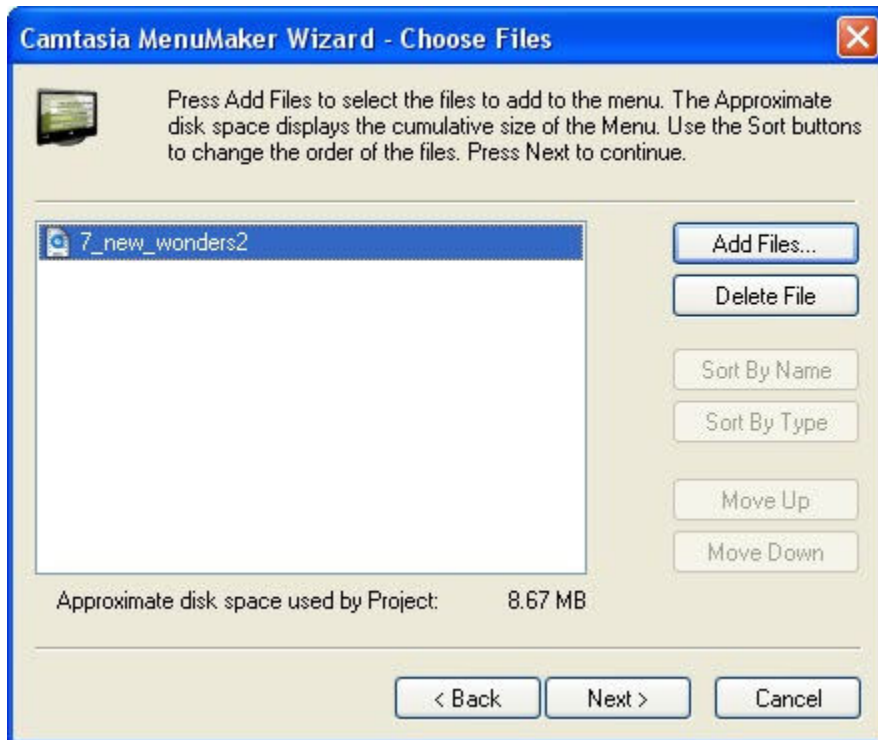 Camtasia MenuMaker Wizard - Choose Files
Press Add Files to select the files to add to the menu. The Approximate
disk space displays the cumulative size of the Menu. Use the Sort buttons
to change the order of the files. Press Next to continue.
7_new_wonders2
Add Files...
Delete File
Sort By Name
Sort By Type
Move Up
Move Down
Approximate disk space used by Project: 8.67 MB
< Back Next > Cancel